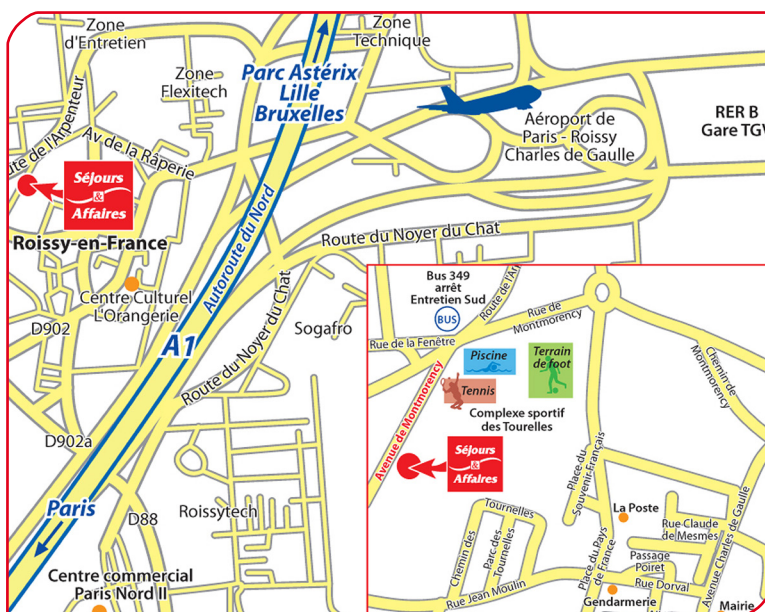 Zone
d'Entretien
Zone
Technique
Zone
Flexitech
Parc Astérix
Lille
Bruxelles
Aéroport de
Paris - Roissy
Charles de Gaulle
RER B
Gare TGV
ute de l'Arpenteur
Av de la Râperie
Séjours
&
Affaires
Roissy-en-France
Autoroute du Nord
Route du Noyer du Chat
Centre Culturel
L'Orangerie
D902
A1
Sogafro
Route du Noyer du Chat
D902a
Paris
D88
Roissytech
Centre commercial
Paris Nord II
Bus 349
arrêt
Entretien Sud
BUS
Route de l'Ar
Rue de
Montmorency
Rue de la Fenêtre
Piscine
Terrain
de foot
Tennis
Chemin de
Montmorency
Complexe sportif
des Tourelles
Avenue de Montmorency
Séjours
&
Affaires
Place du
Souvenir-Français
La Poste
Tournelles
Chemin des
Parc des
Tournelles
Rue Claude
de Mesmes
Avenue Charles de Gaulle
Place du Pays
de France
Passage
Poiret
Rue Jean Moulin
Rue Dorval
Gendarmerie
Mairie